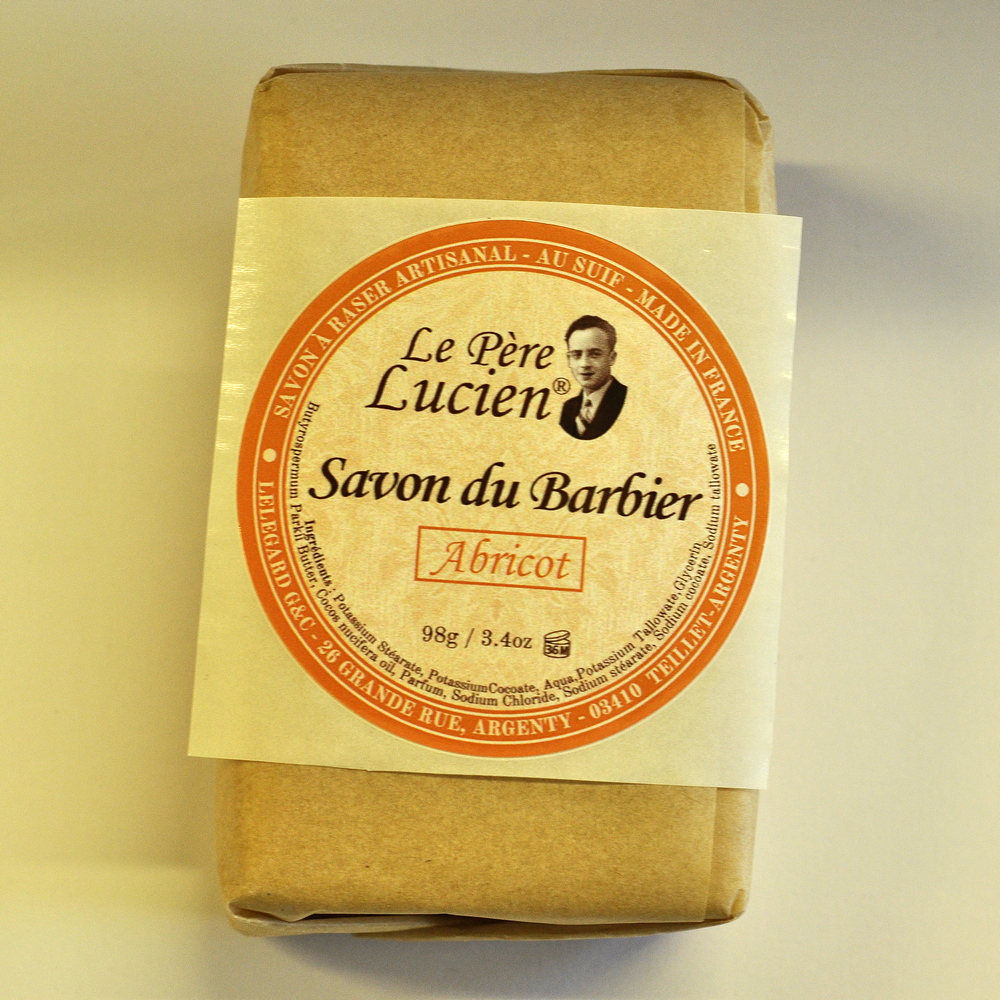 SAVON À RASER ARTISANAL - AU SUIF - MADE IN FRANCE
Le Père
Lucien®
Savon du Barbier
Abricot
98g / 3.4oz
36M
Ingrédients : Potassium Stéarate, PotassiumCocoate, Aqua,Potassium Tallowate,Glycerin,
Butyrospermum Parkii Butter, Cocos nucifera oil, Parfum, Sodium Chloride, Sodium stéarate, Sodium cocoate, Sodium tallowate
LELEGARD G&C - 26 GRANDE RUE, ARGENTY - 03410 TEILLET-ARGENTY